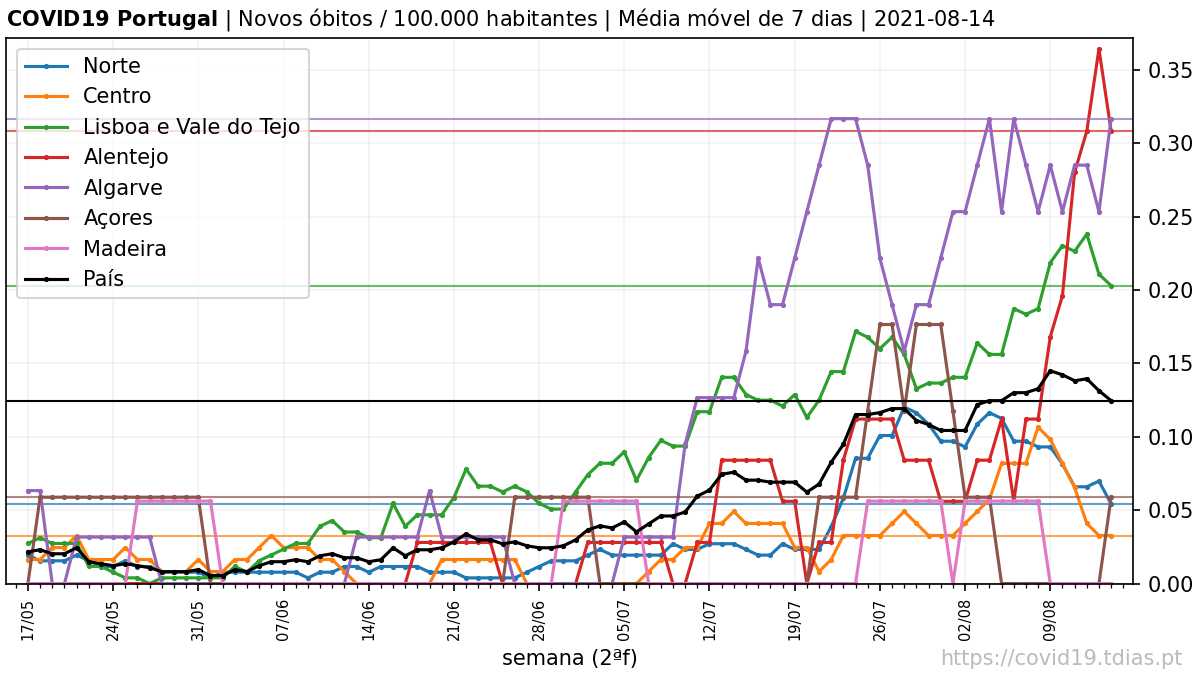 COVID19 Portugal | Novos óbitos / 100.000 habitantes | Média móvel de 7 dias | 2021-08-14
Norte
Centro
Lisboa e Vale do Tejo
Alentejo
Algarve
Açores
Madeira
País
0.35
0.30
0.25
0.20
0.15
0.10
0.05
0.00
17/05
24/05
31/05
07/06
14/06
21/06
28/06
05/07
12/07
19/07
26/07
02/08
09/08
semana (2ªf)
https://covid19.tdias.pt